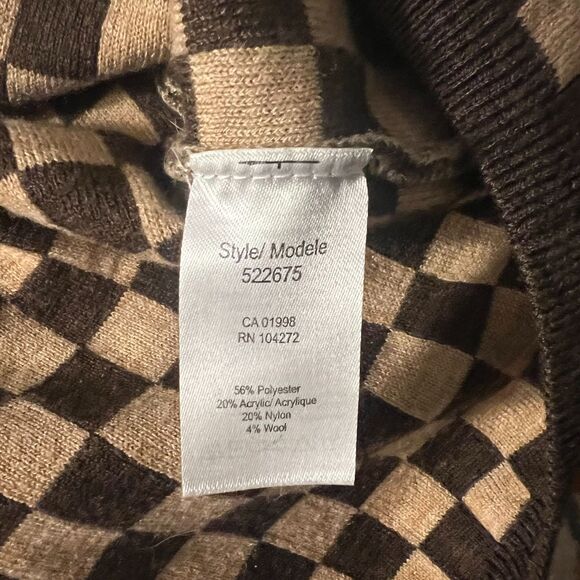 Style/ Modele
522675
CA 01998
RN 104272
56% Polyester
20% Acrylic/ Acrylique
20% Nylon
4% Wool